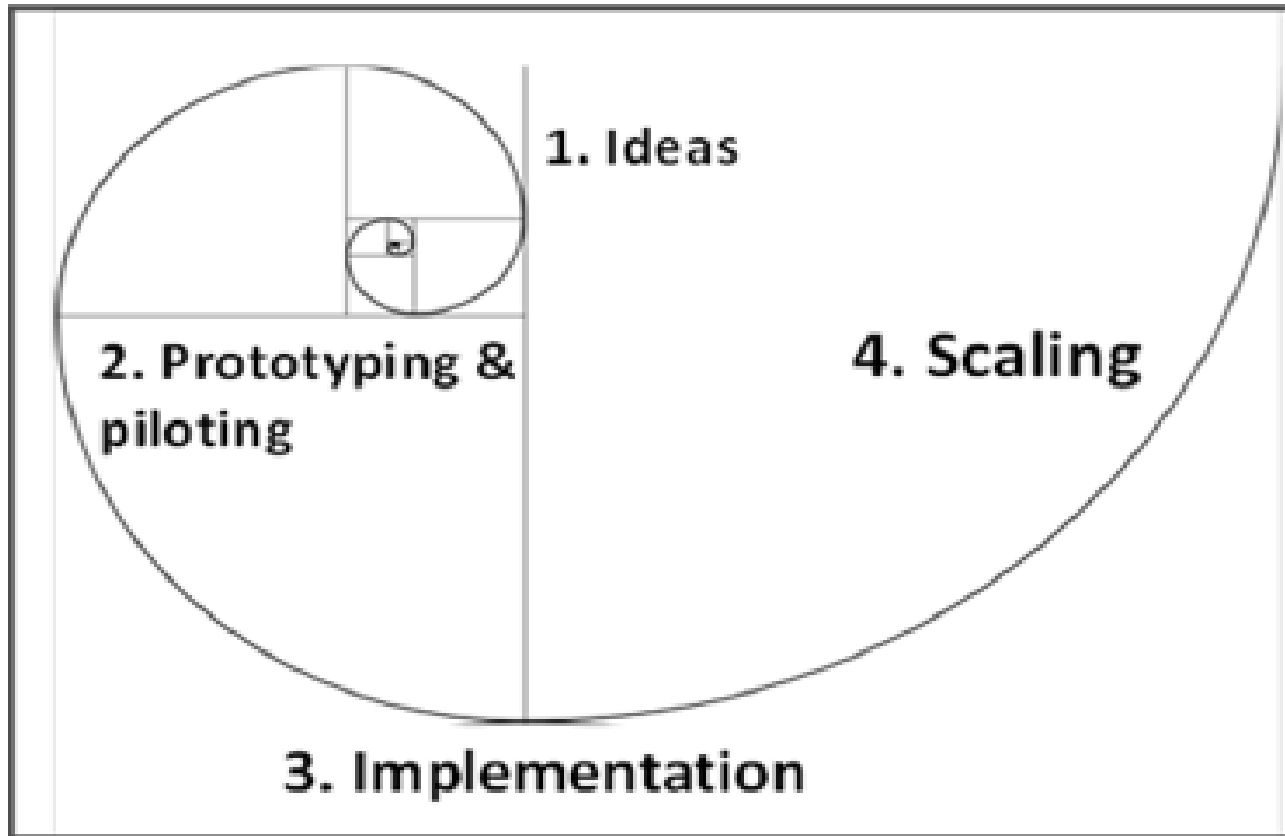 1. Ideas
2. Prototyping &
piloting
4. Scaling
3. Implementation